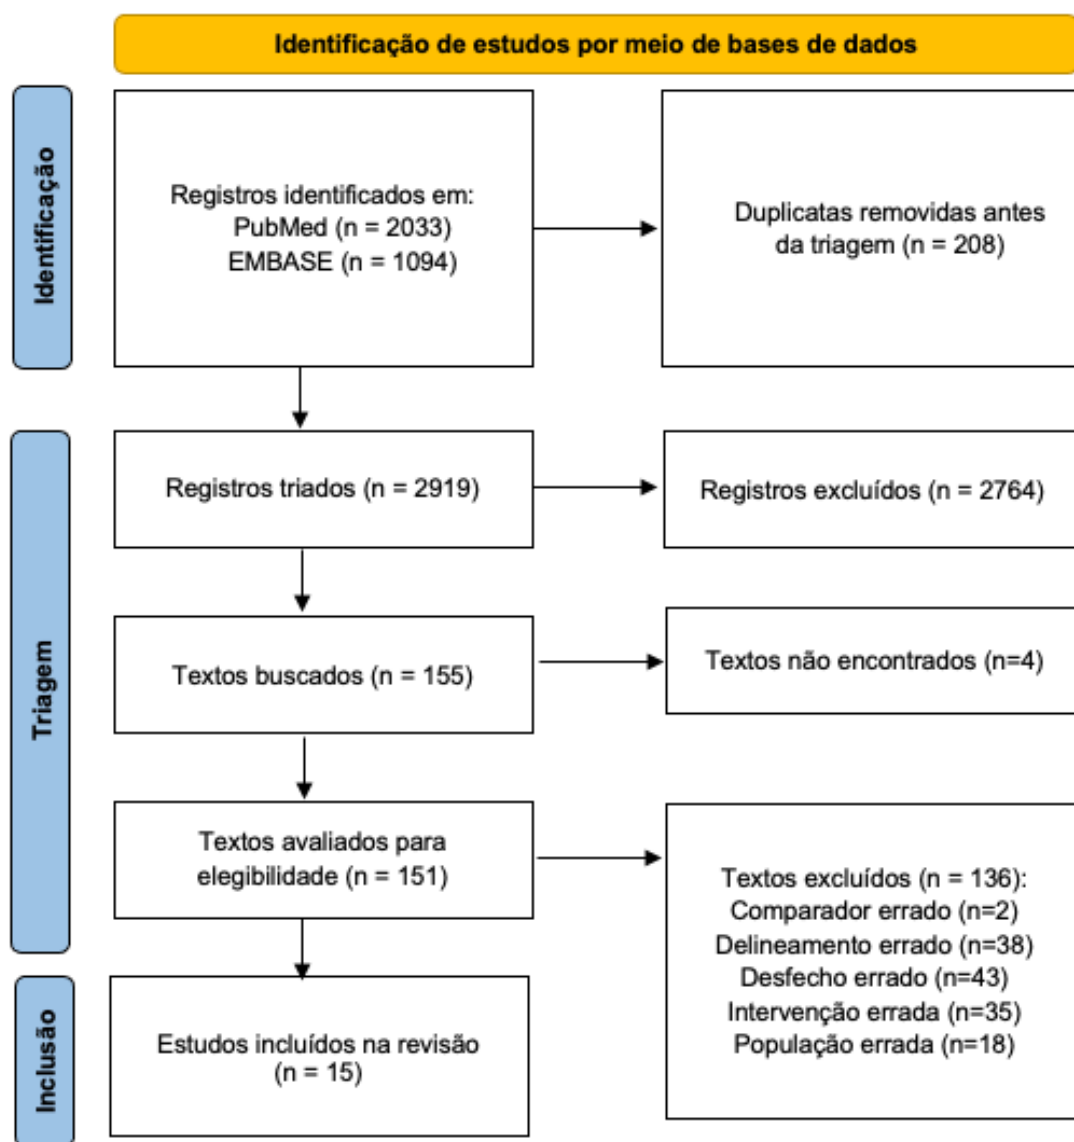 Identificação de estudos por meio de bases de dados
Identificação
Registros identificados em:
PubMed (n = 2033)
EMBASE (n = 1094)
Duplicatas removidas antes
da triagem (n = 208)
Triagem
Registros triados (n = 2919)
Registros excluídos (n = 2764)
Textos buscados (n = 155)
Textos não encontrados (n=4)
Textos avaliados para
elegibilidade (n = 151)
Textos excluídos (n = 136):
Comparador errado (n=2)
Delineamento errado (n=38)
Desfecho errado (n=43)
Intervenção errada (n=35)
População errada (n=18)
Inclusão
Estudos incluídos na revisão
(n = 15)